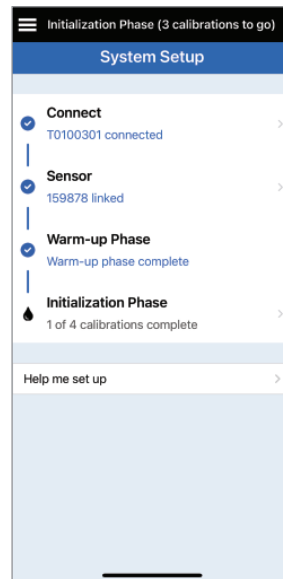 Initialization Phase (3 calibrations to go)
System Setup
Connect
T0100301 connected
Sensor
159878 linked
Warm-up Phase
Warm-up phase complete
Initialization Phase
1 of 4 calibrations complete
Help me set up